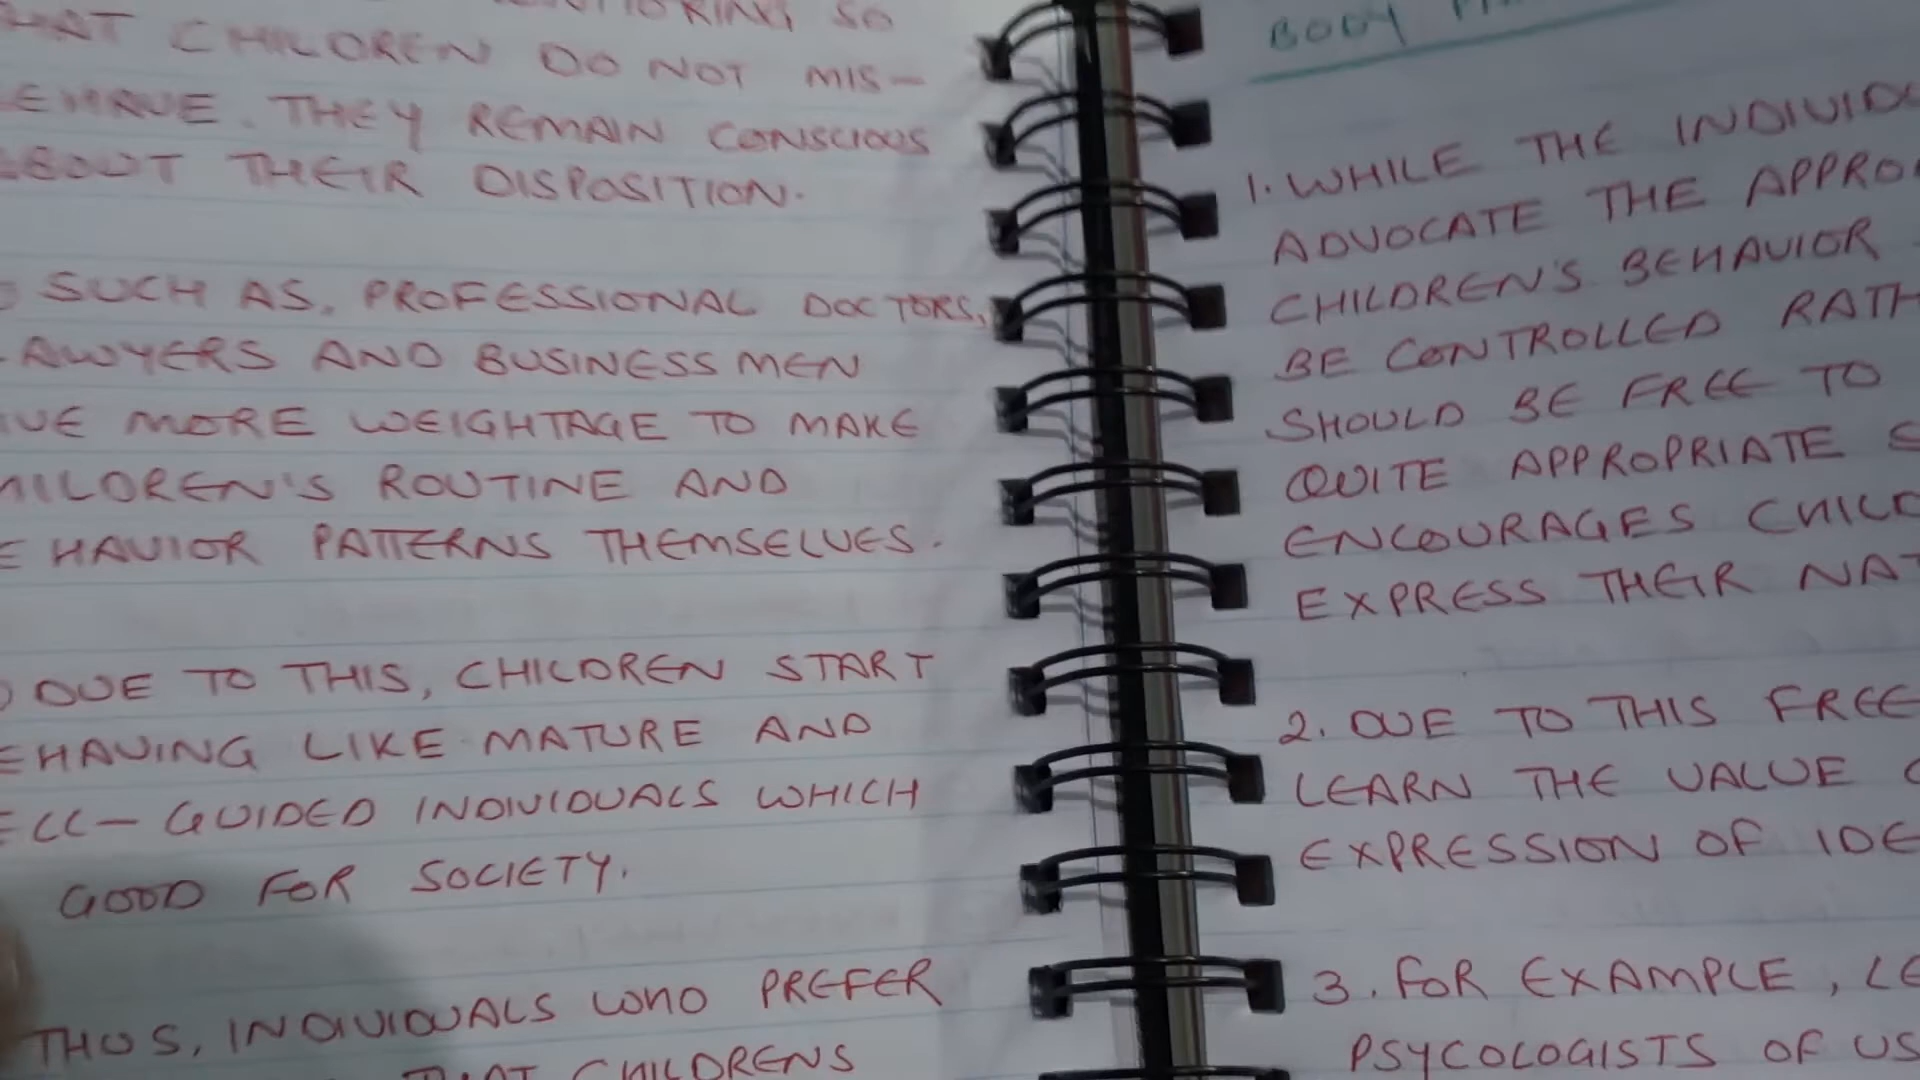 SO
CHILDREN DO NOT MIS-
THEY REMAIN CONSCIOUS
THEIR DISPOSITION.
SUCH AS, PROFESSIONAL DOCTORS,
AND BUSINESS MEN
MORE WEIGHTAGE TO MAKE
ROUTINE AND
PATTERNS THEMSELVES.
DUE TO THIS, CHILDREN START
LIKE MATURE AND
GUIDED INDIVIDUALS WHICH
GOOD FOR SOCIETY.
THUS, INDIVIDUALS WHO PREFER
THAT CHILDRENS
BODY
1. WHILE THE
ADVOCATE THE
CHILDREN'S BEHAVIOR
BE CONTROLLED
SHOULD BE FREE TO
QUITE APPROPRIATE
ENCOURAGES
EXPRESS THEIR
2. DUE TO THIS
LEARN THE VALUE
EXPRESSION OF
3. FOR EXAMPLE,
PSYCOLOGISTS OF